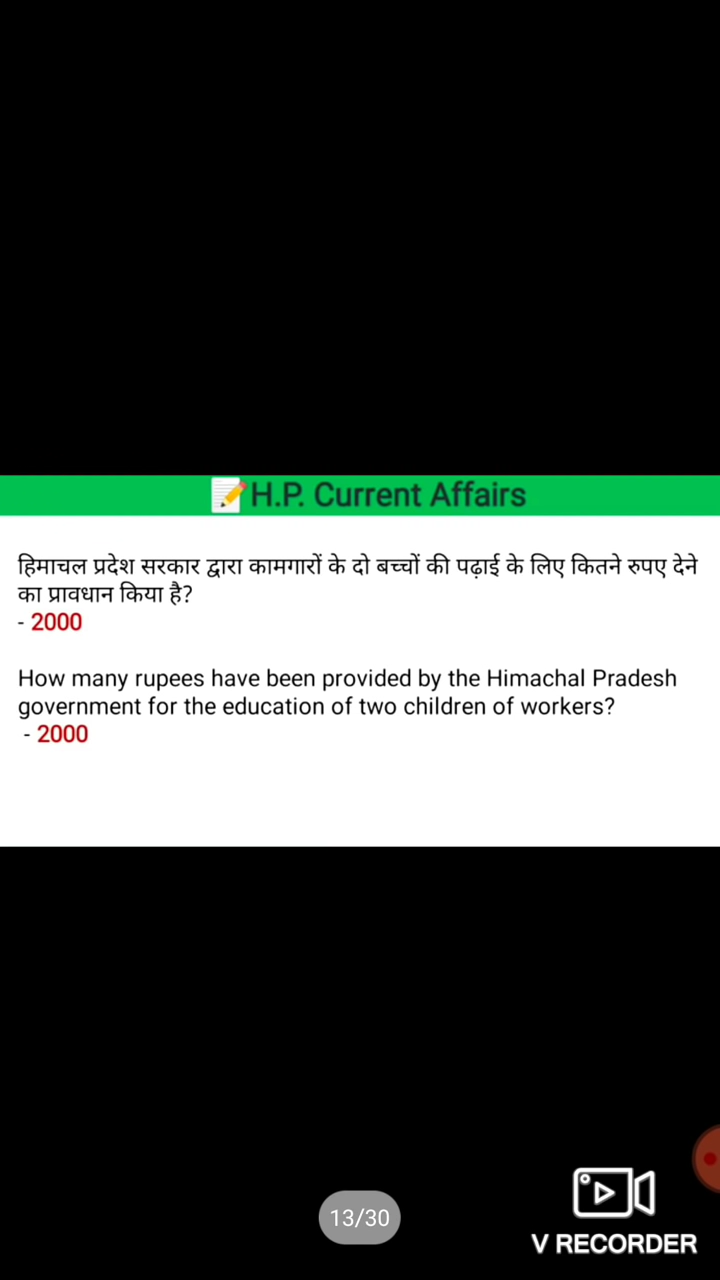 📝H.P. Current Affairs
हिमाचल प्रदेश सरकार द्वारा कामगारों के दो बच्चों की पढ़ाई के लिए कितने रुपए देने
का प्रावधान किया है?
- 2000
How many rupees have been provided by the Himachal Pradesh
government for the education of two children of workers?
- 2000
13/30
V RECORDER